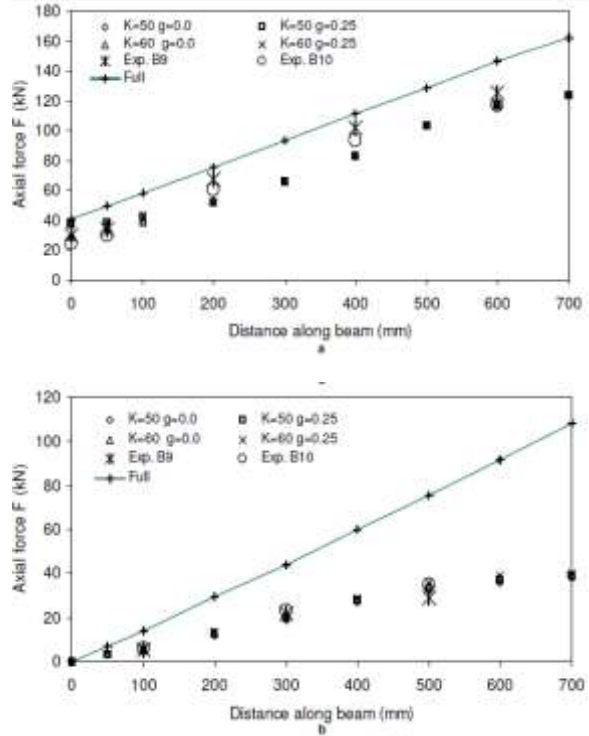 180
160
140
120
100
80
60
40
20
0
Axial force F (kN)
K=50 g=0.0
K=50 g=0.25
K=60 g=0.0
K=60 g=0.25
Exp. B9
Exp. B10
Full
0 50 100 200 300 400 500 600 700
Distance along beam (mm)
a
120
100
80
60
40
20
0
Axial force F (kN)
K=50 g=0.0
K=50 g=0.25
K=60 g=0.0
K=60 g=0.25
Exp. B9
Exp. B10
Full
0 50 100 200 300 400 500 600 700
Distance along beam (mm)
b